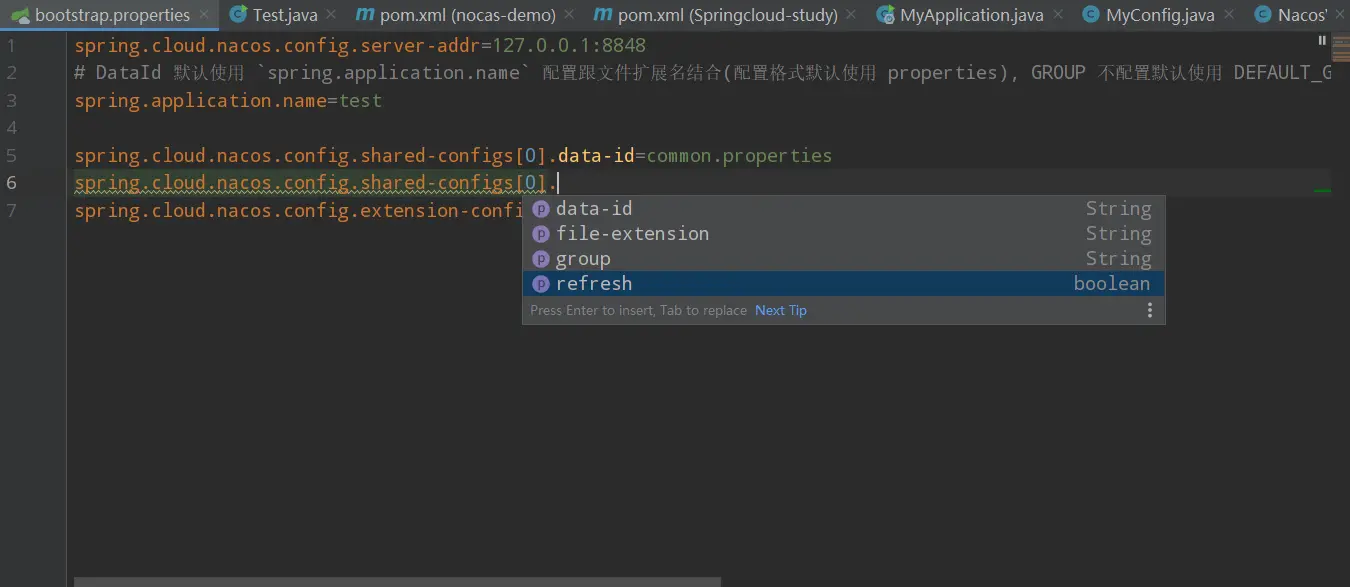 bootstrap.properties Test.java pom.xml (nocas-demo) pom.xml (Springcloud-study) MyApplication.java MyConfig.java Nacos'
1 spring.cloud.nacos.config.server-addr=127.0.0.1:8848
2 # DataId 默认使用 `spring.application.name` 配置跟文件扩展名结合(配置格式默认使用 properties), GROUP 不配置默认使用 DEFAULT_G
3 spring.application.name=test
4
5 spring.cloud.nacos.config.shared-configs[0].data-id=common.properties
6 spring.cloud.nacos.config.shared-configs[0].
7 spring.cloud.nacos.config.extension-confi
data-id String
file-extension String
group String
refresh boolean
Press Enter to insert, Tab to replace Next Tip